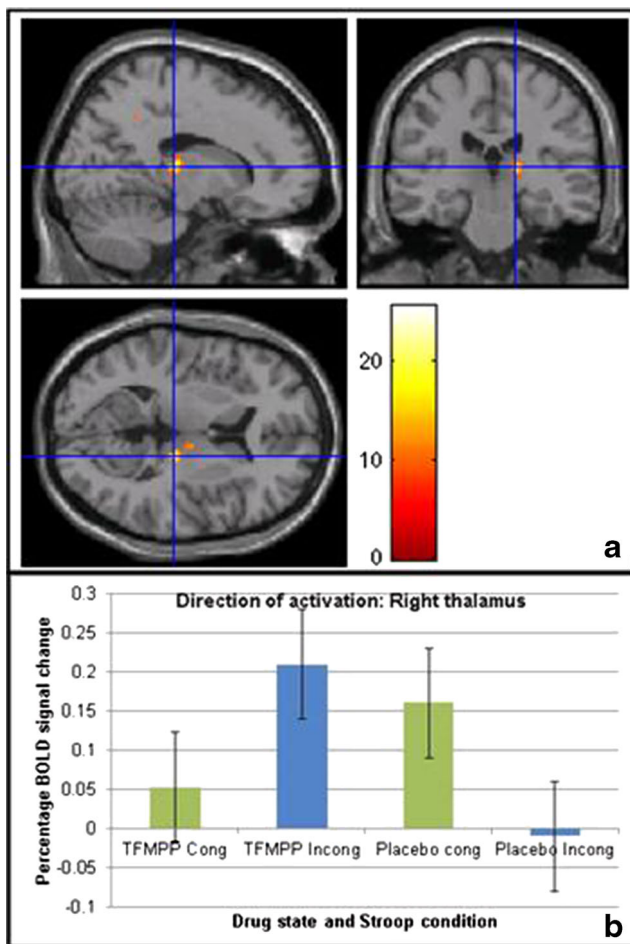 20
10
0
a
Direction of activation: Right thalamus
0.3
0.25
0.2
0.15
0.1
0.05
0
-0.05
-0.1
Percentage BOLD signal change
TFMPP Cong TFMPP Incong Placebo cong Placebo Incong
Drug state and Stroop condition
b